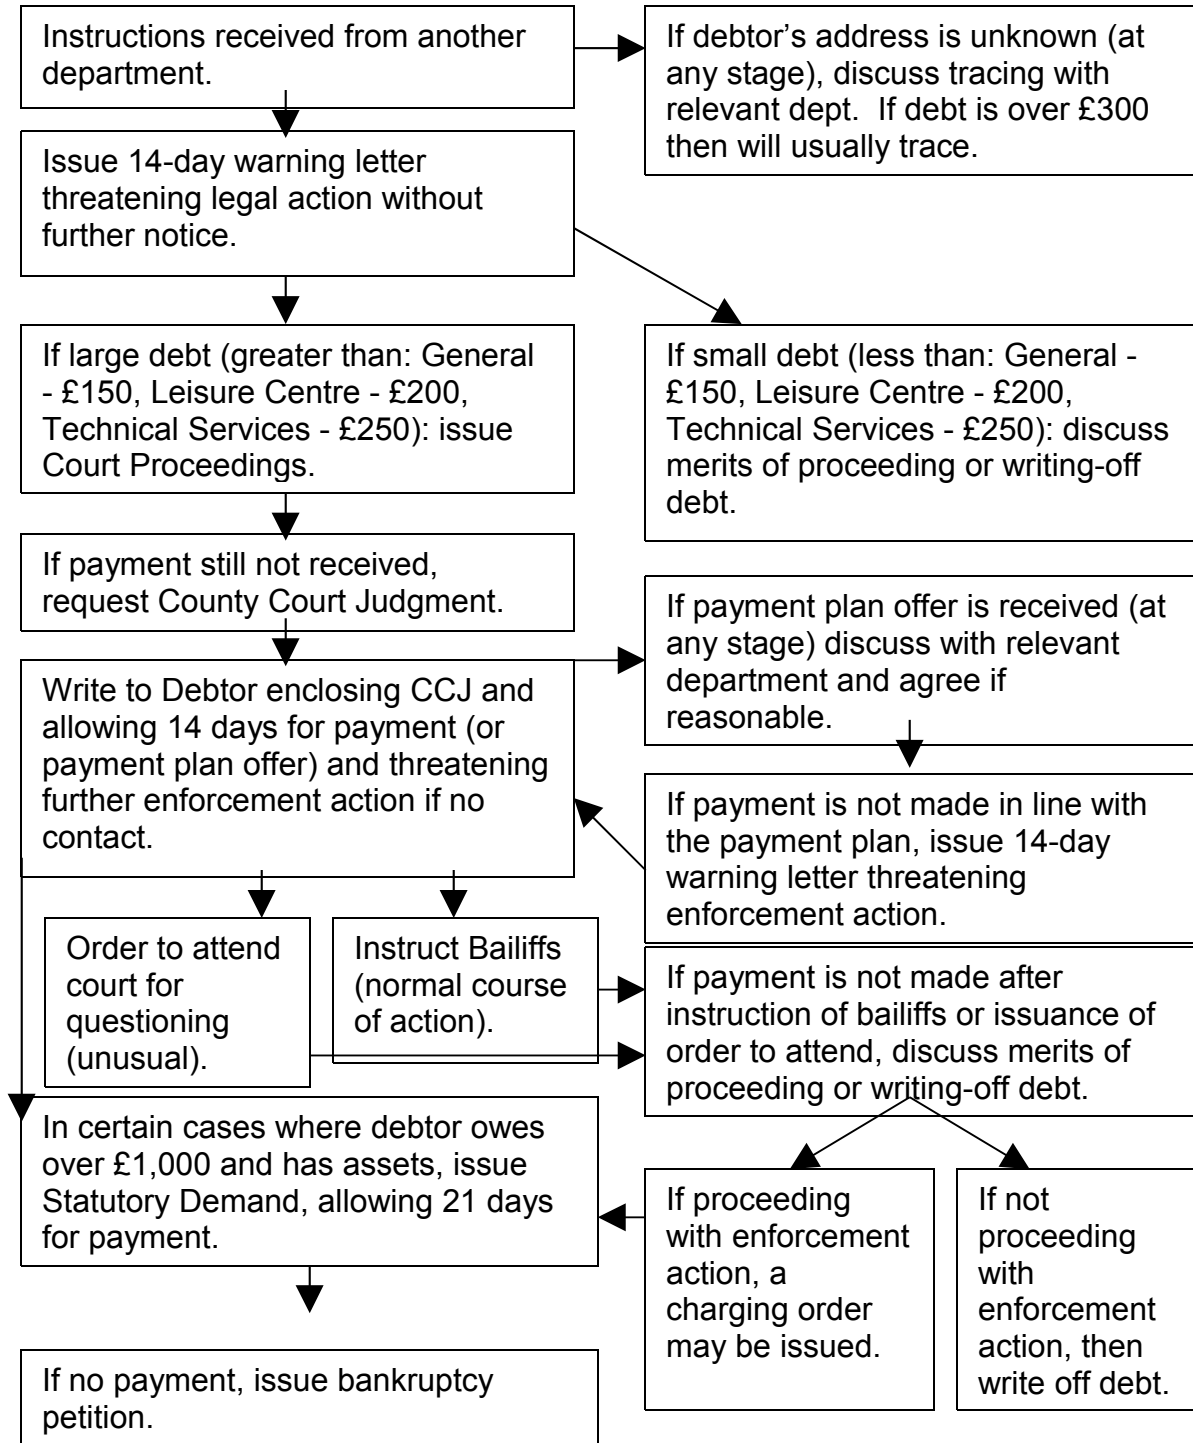 Instructions received from another
department.
If debtor’s address is unknown (at
any stage), discuss tracing with
relevant dept.  If debt is over £300
then will usually trace.
Issue 14-day warning letter
threatening legal action without
further notice.
If large debt (greater than: General
- £150, Leisure Centre - £200,
Technical Services - £250): issue
Court Proceedings.
If small debt (less than: General -
£150, Leisure Centre - £200,
Technical Services - £250): discuss
merits of proceeding or writing-off
debt.
If payment still not received,
request County Court Judgment.
If payment plan offer is received (at
any stage) discuss with relevant
department and agree if
reasonable.
Write to Debtor enclosing CCJ and
allowing 14 days for payment (or
payment plan offer) and threatening
further enforcement action if no
contact.
If payment is not made in line with
the payment plan, issue 14-day
warning letter threatening
enforcement action.
Order to attend
court for
questioning
(unusual).
Instruct Bailiffs
(normal course
of action).
If payment is not made after
instruction of bailiffs or issuance of
order to attend, discuss merits of
proceeding or writing-off debt.
In certain cases where debtor owes
over £1,000 and has assets, issue
Statutory Demand, allowing 21 days
for payment.
If proceeding
with enforcement
action, a
charging order
may be issued.
If not
proceeding
with
enforcement
action, then
write off debt.
If no payment, issue bankruptcy
petition.